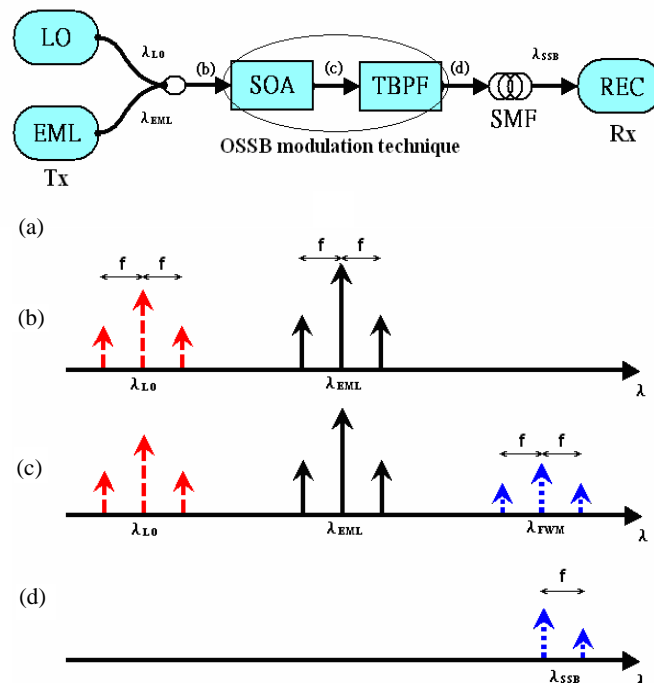 LO
λLO
λSSB
(b)
(c)
(d)
SOA
TBPF
REC
EML
λEML
SMF
Tx
OSSB modulation technique
Rx
(a)
f f
f f
(b)
λLO
λEML
λ
f f
(c)
λLO
λEML
λFWM
λ
(d)
f
λSSB
λ